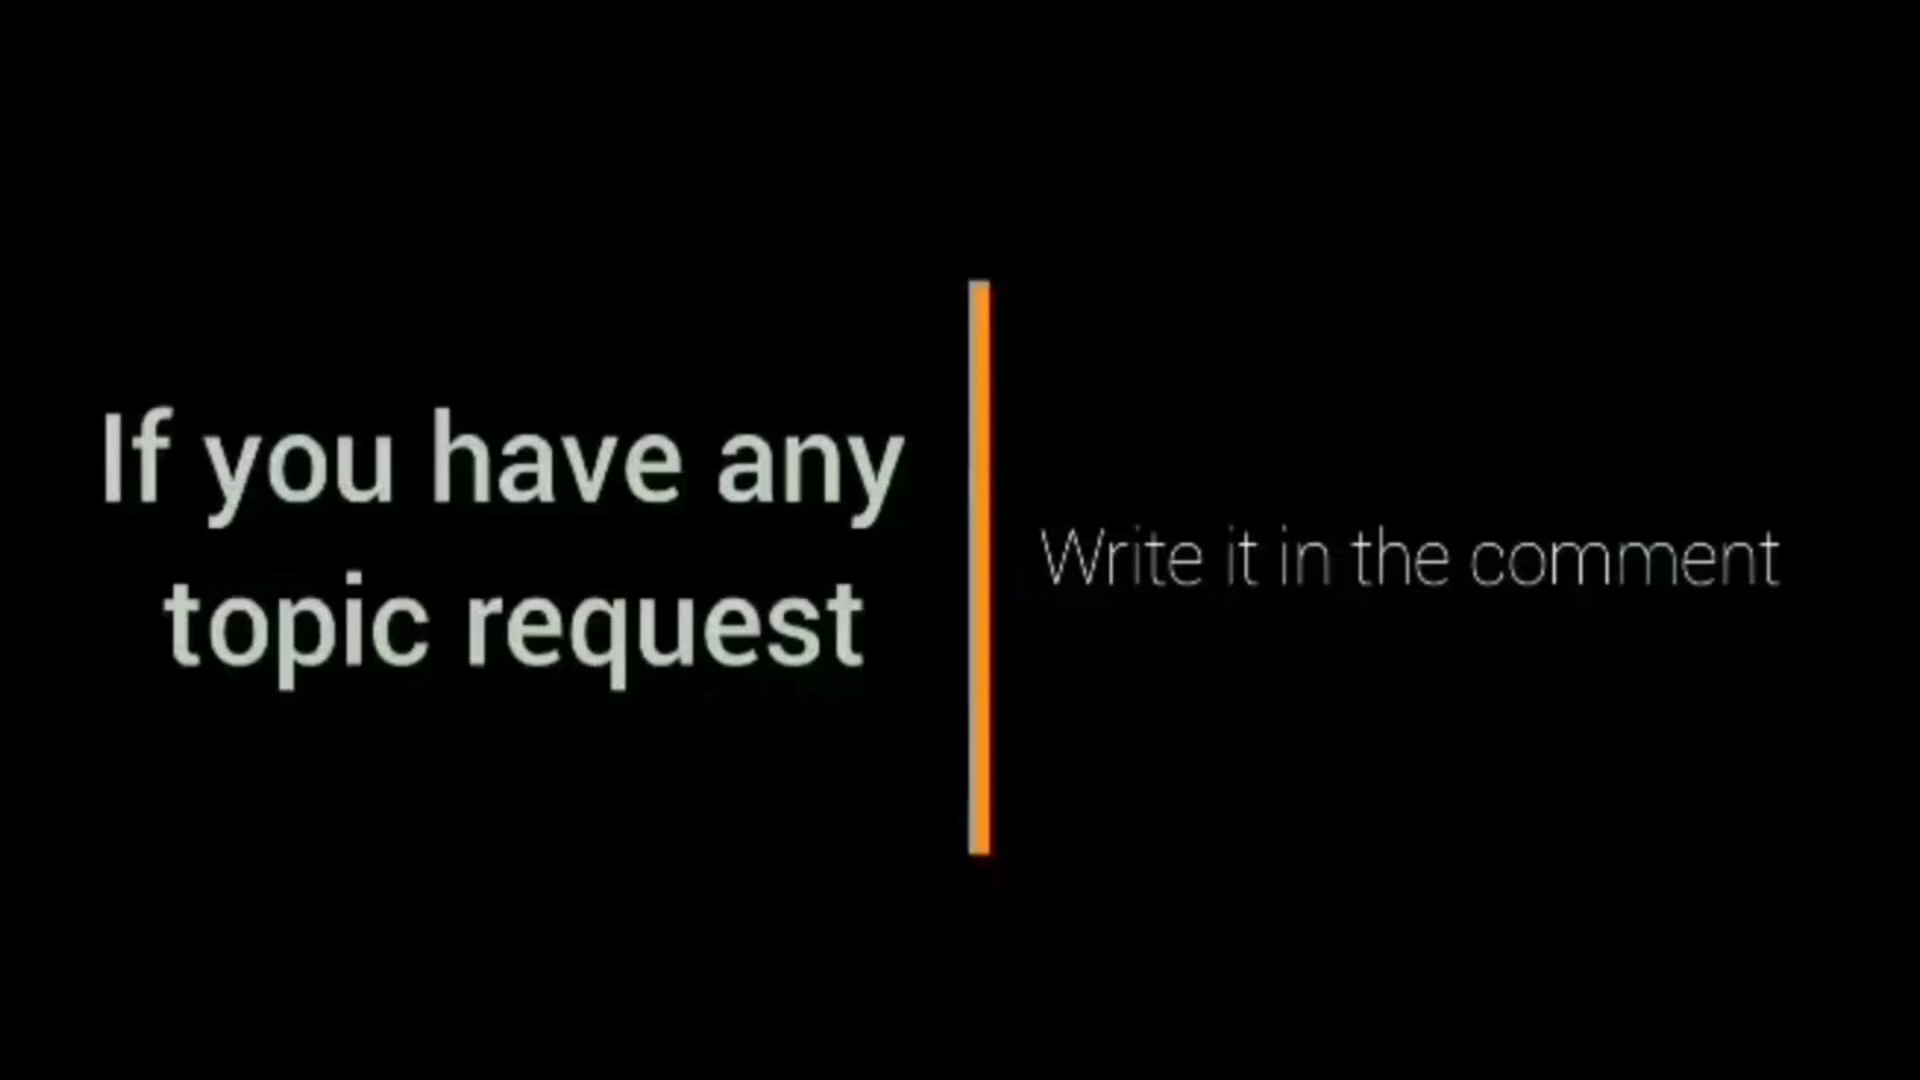 If you have any
topic request
Write it in the comment